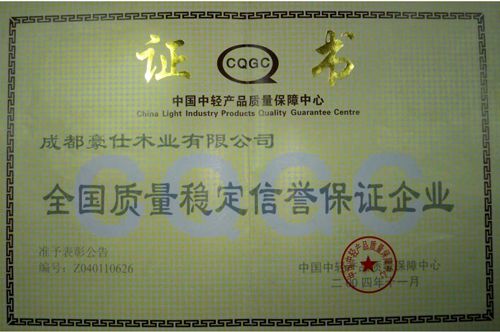 证 书
CQGC
中国中轻产品质量保障中心
China Light Industry Products Quality Guarantee Centre
成都豪仕木业有限公司
CQGC
全国质量稳定信誉保证企业
准予表彰公告
编号:Z040110626
中国中轻产品质量保障中心
二〇〇四年十一月